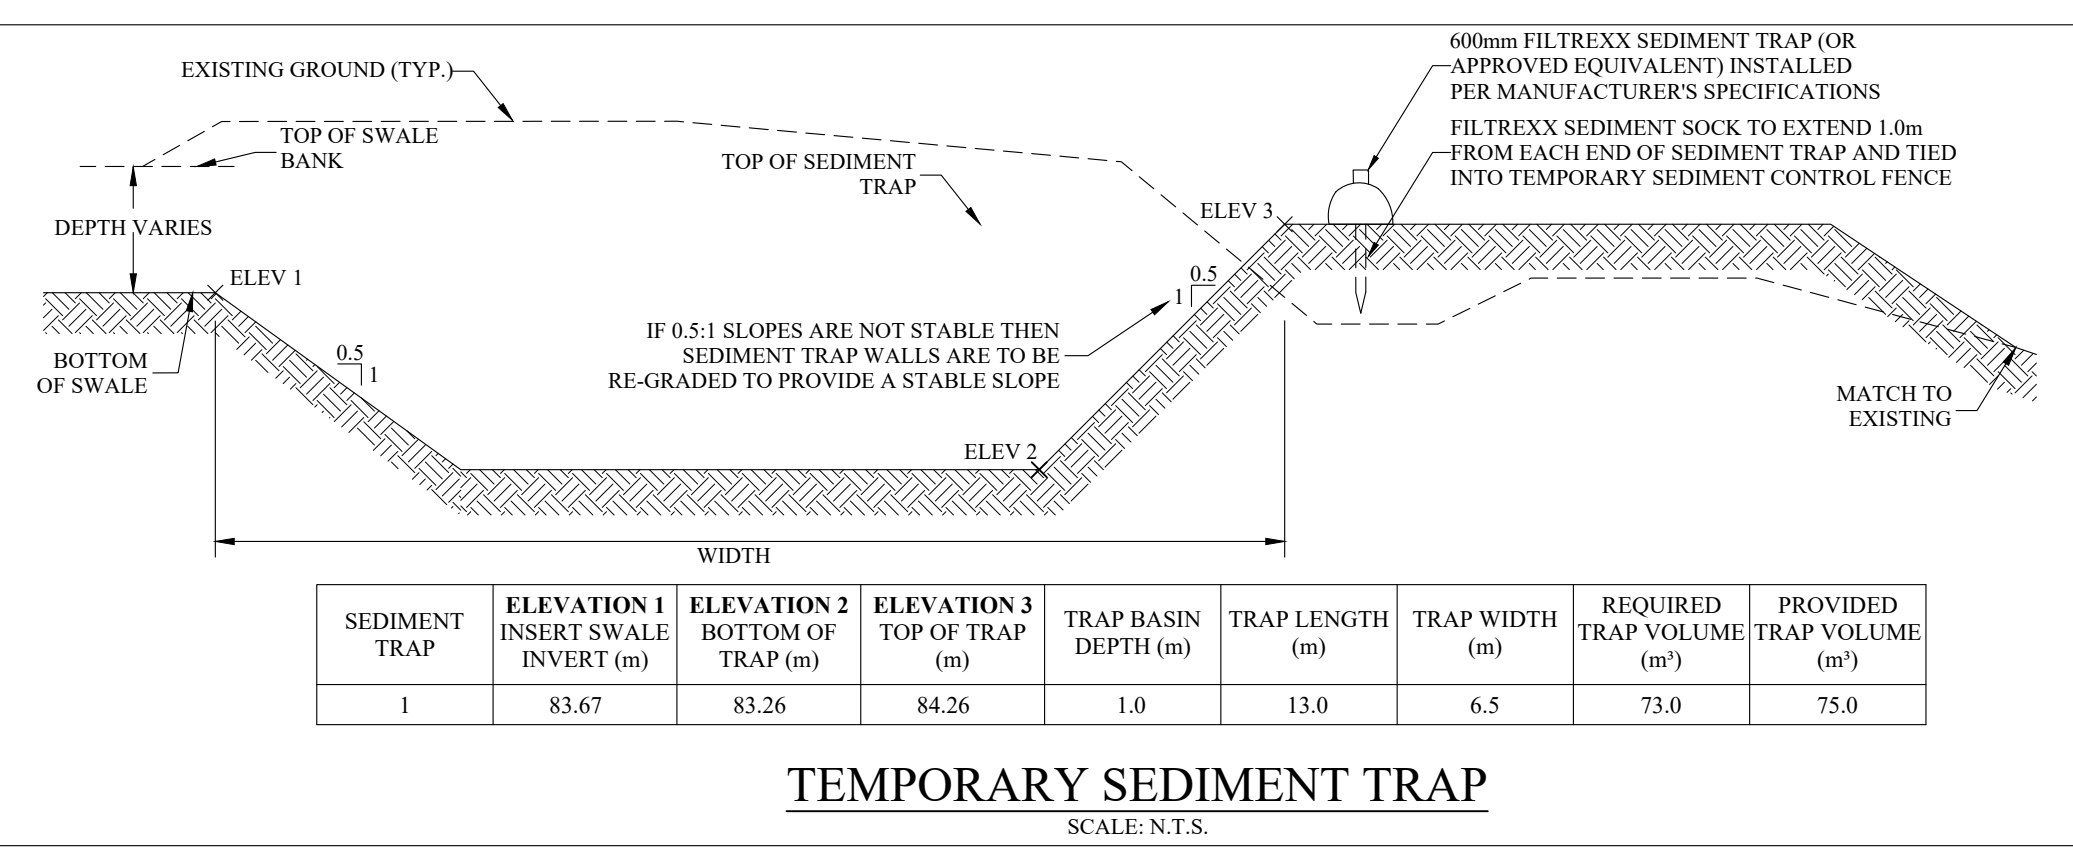 600mm FILTREXX SEDIMENT TRAP (OR
APPROVED EQUIVALENT) INSTALLED
PER MANUFACTURER'S SPECIFICATIONS
EXISTING GROUND (TYP.)
FILTREXX SEDIMENT SOCK TO EXTEND 1.0m
FROM EACH END OF SEDIMENT TRAP AND TIED
INTO TEMPORARY SEDIMENT CONTROL FENCE
TOP OF SWALE
BANK
TOP OF SEDIMENT
TRAP
DEPTH VARIES
ELEV 3
ELEV 1
0.5
1
IF 0.5:1 SLOPES ARE NOT STABLE THEN
SEDIMENT TRAP WALLS ARE TO BE
RE-GRADED TO PROVIDE A STABLE SLOPE
BOTTOM
OF SWALE
0.5
1
MATCH TO
EXISTING
ELEV 2
WIDTH
SEDIMENT
TRAP
ELEVATION 1
INSERT SWALE
INVERT (m)
ELEVATION 2
BOTTOM OF
TRAP (m)
ELEVATION 3
TOP OF TRAP
(m)
TRAP BASIN
DEPTH (m)
TRAP LENGTH
(m)
TRAP WIDTH
(m)
REQUIRED
TRAP VOLUME
(m³)
PROVIDED
TRAP VOLUME
(m³)
1 83.67 83.26 84.26 1.0 13.0 6.5 73.0 75.0
TEMPORARY SEDIMENT TRAP
SCALE: N.T.S.